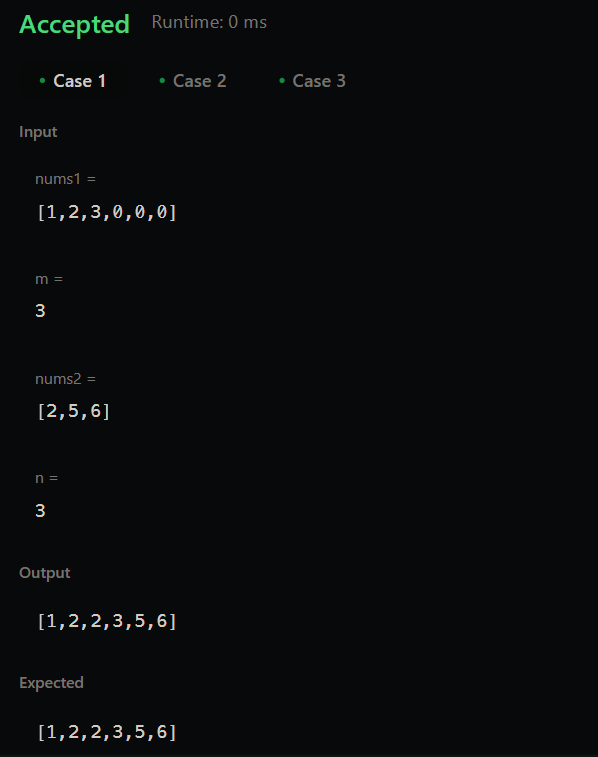 Accepted Runtime: 0 ms
• Case 1 • Case 2 • Case 3
Input
nums1 =
[1,2,3,0,0,0]
m =
3
nums2 =
[2,5,6]
n =
3
Output
[1,2,2,3,5,6]
Expected
[1,2,2,3,5,6]